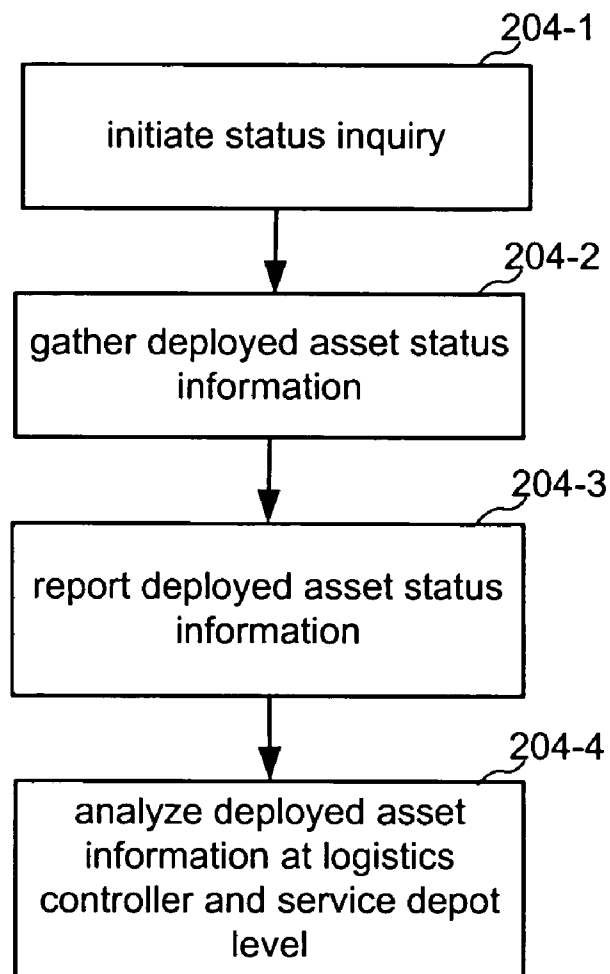 204-1
initiate status inquiry
204-2
gather deployed asset status
information
204-3
report deployed asset status
information
204-4
analyze deployed asset
information at logistics
controller and service depot
level